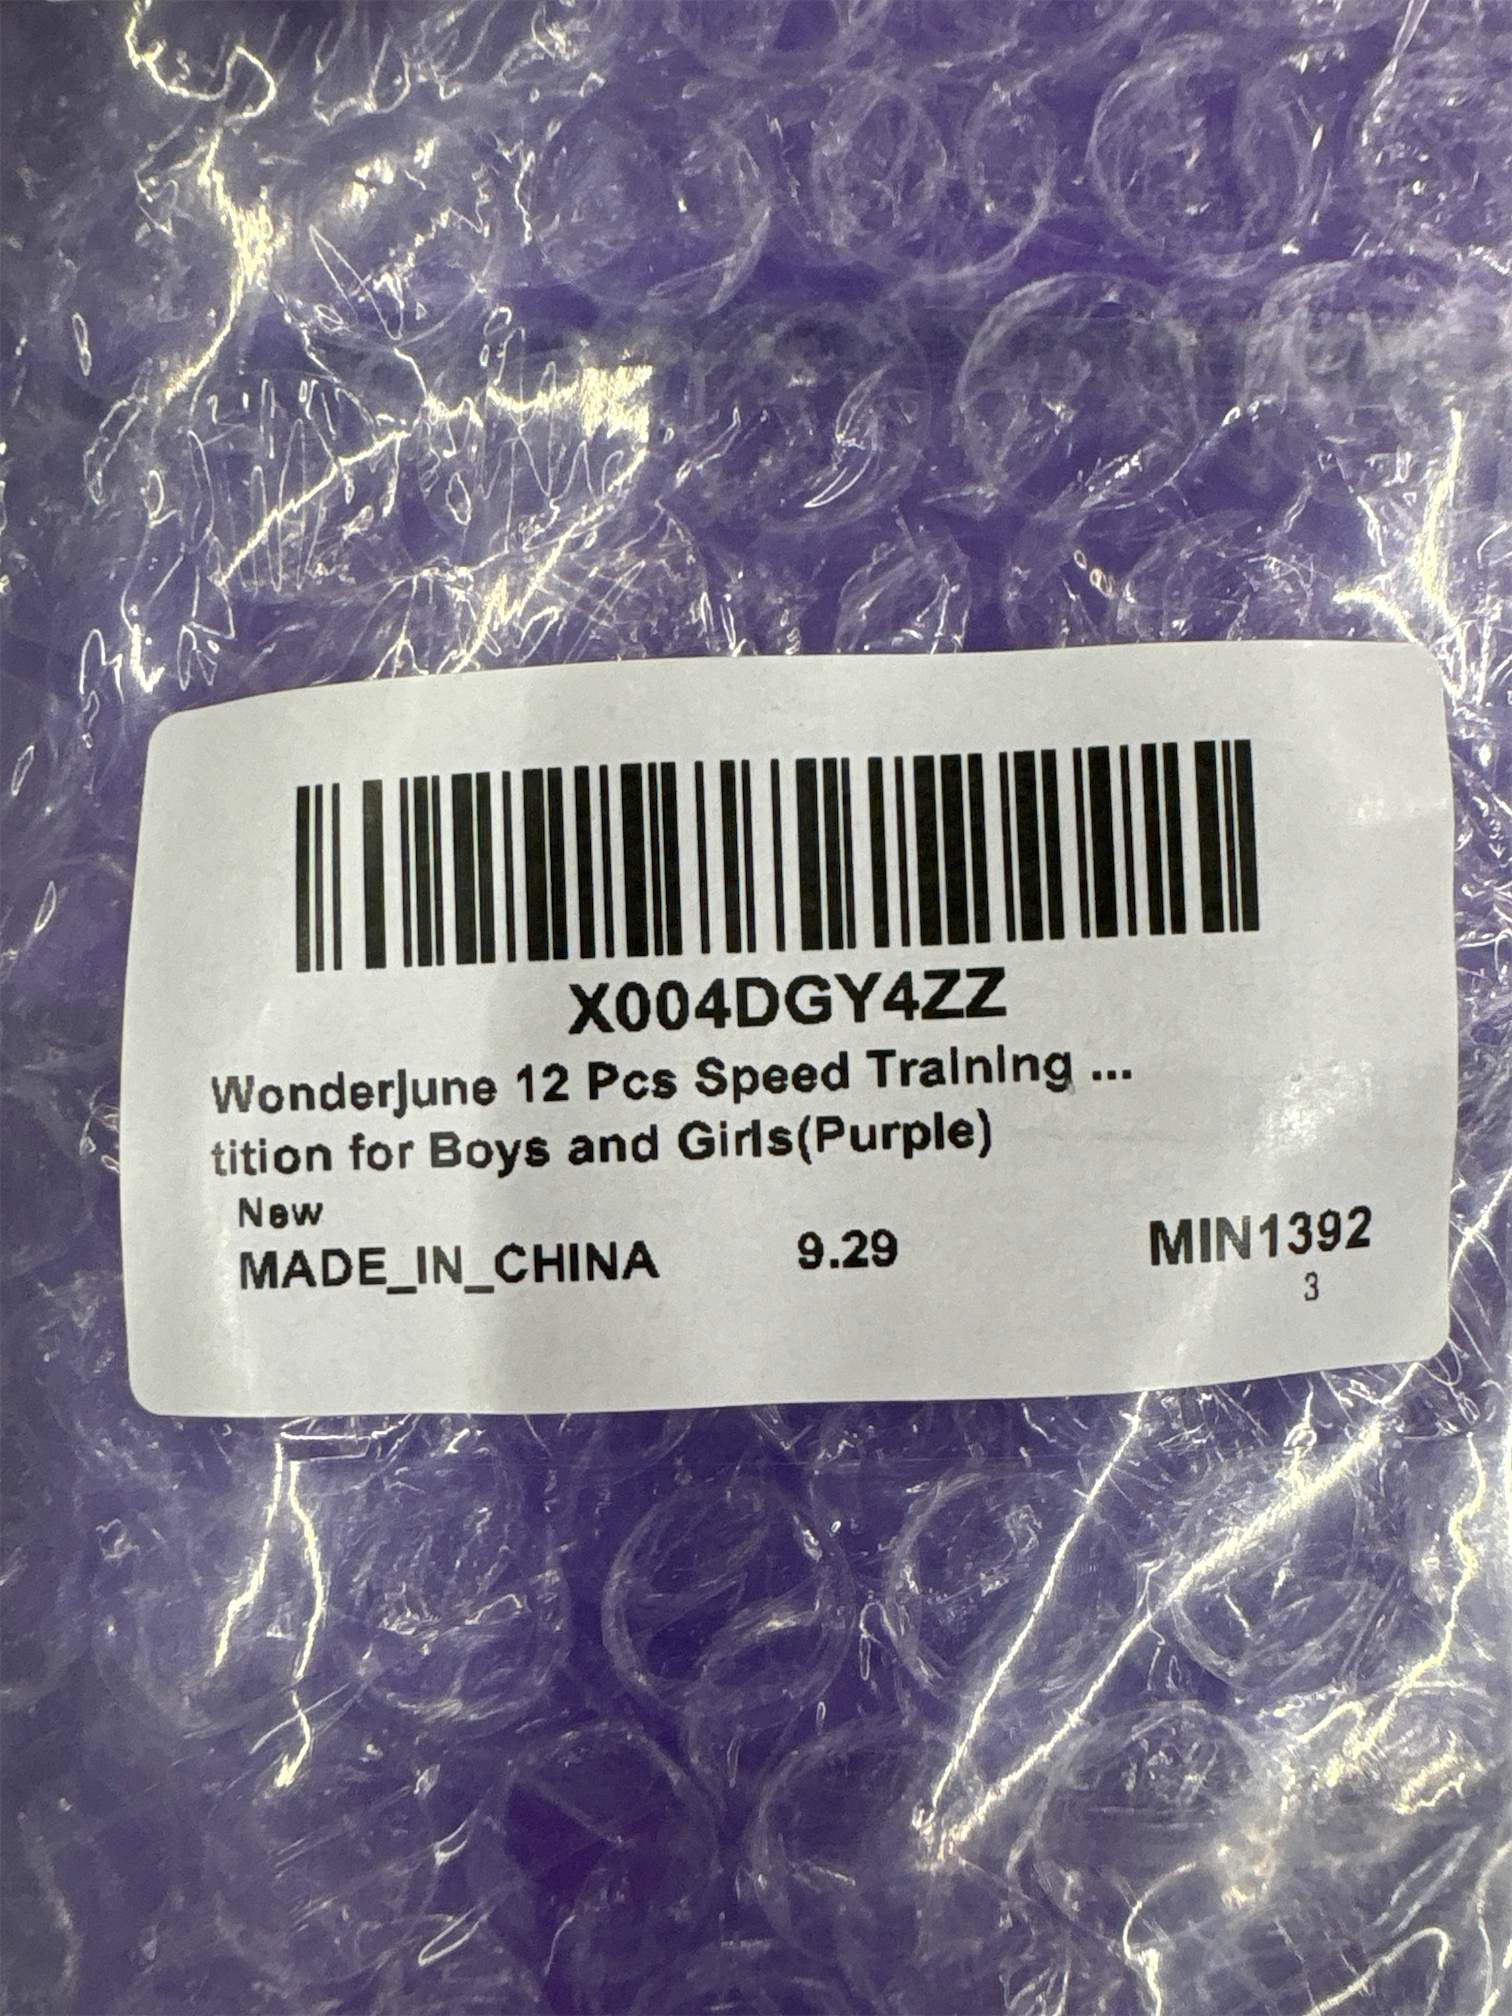 X004DGY4ZZ
WonderJune 12 Pcs Speed Training ...
tition for Boys and Girls(Purple)
New
MADE_IN_CHINA 9.29 MIN1392
3